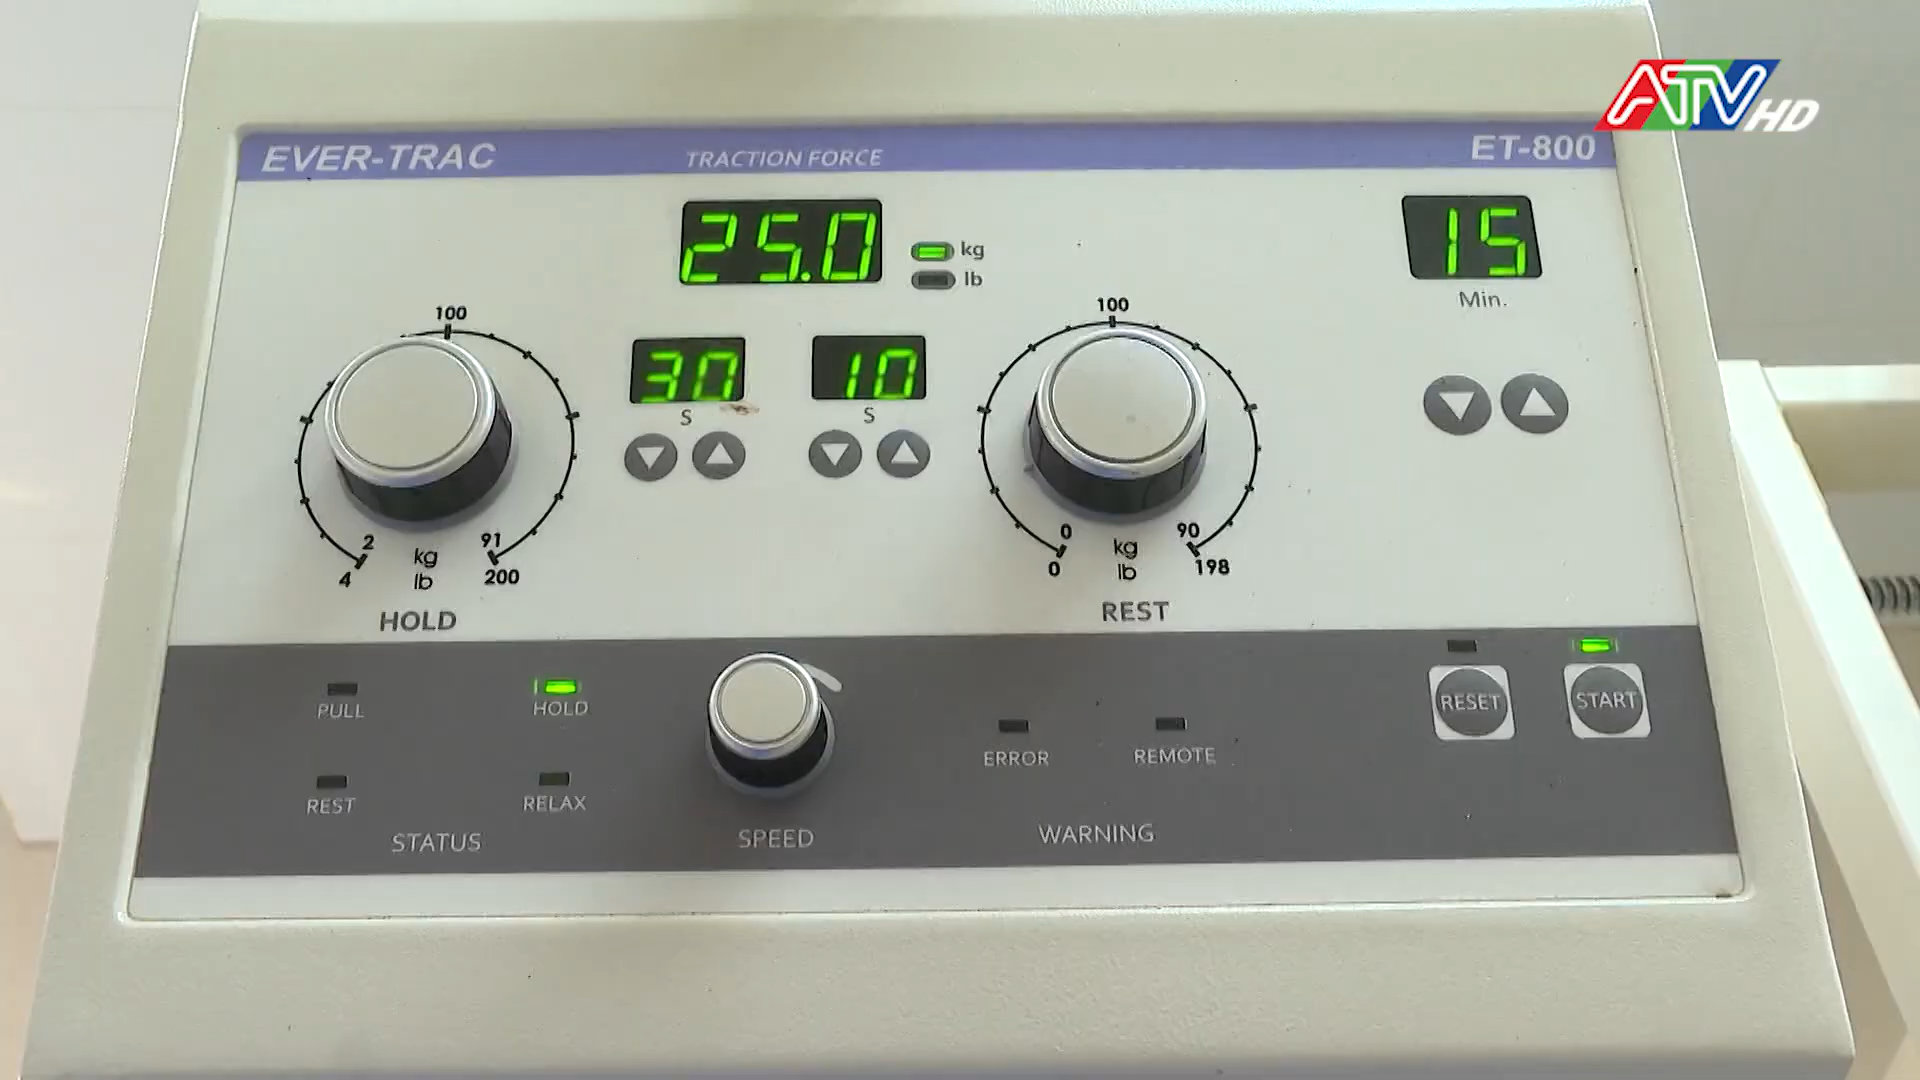 ATV HD
EVER-TRAC
TRACTION FORCE
ET-800
25.0
kg
lb
15
Min.
100
30
S
10
S
100
2
4
kg
lb
91
200
HOLD
0
0
kg
lb
90
198
REST
PULL
HOLD
REST
RELAX
STATUS
SPEED
ERROR
REMOTE
WARNING
RESET
START